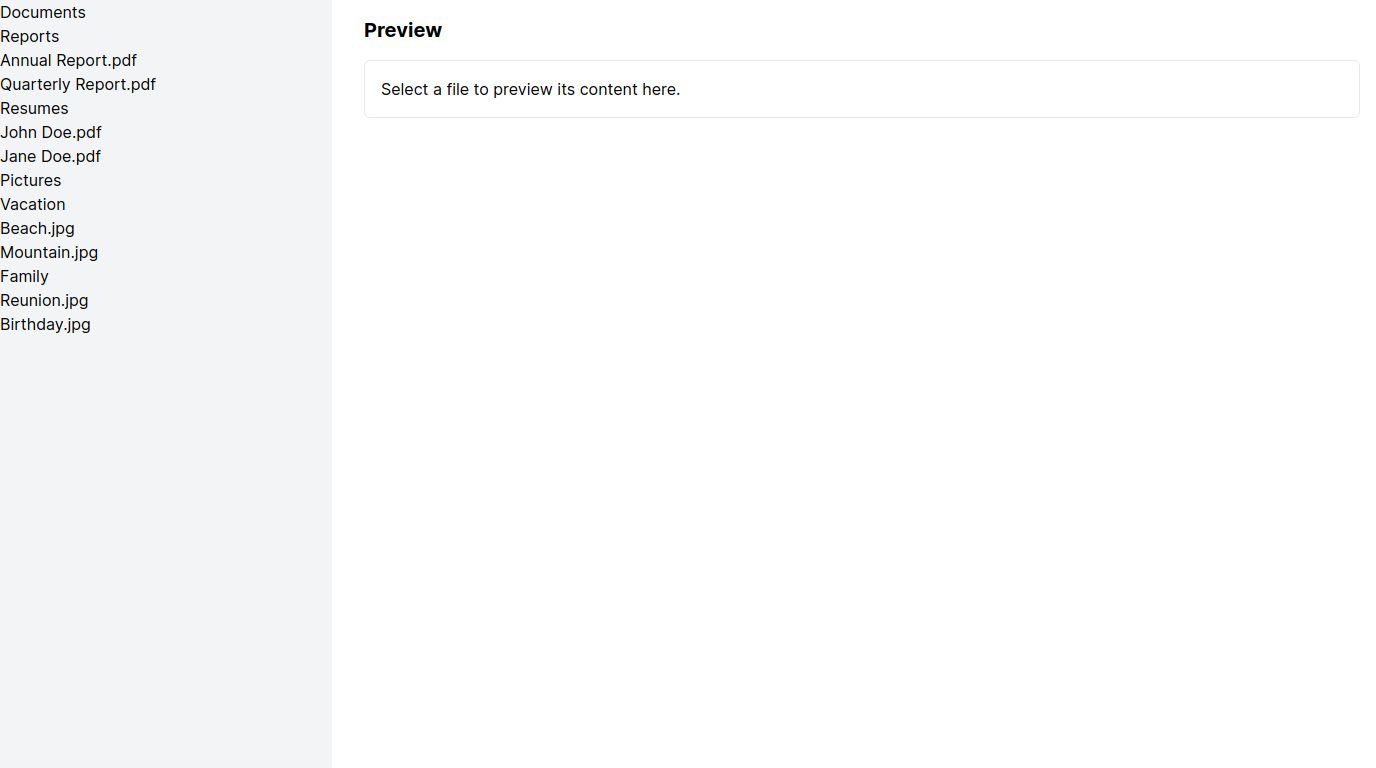 Documents
Reports
Annual Report.pdf
Quarterly Report.pdf
Resumes
John Doe.pdf
Jane Doe.pdf
Pictures
Vacation
Beach.jpg
Mountain.jpg
Family
Reunion.jpg
Birthday.jpg
Preview
Select a file to preview its content here.